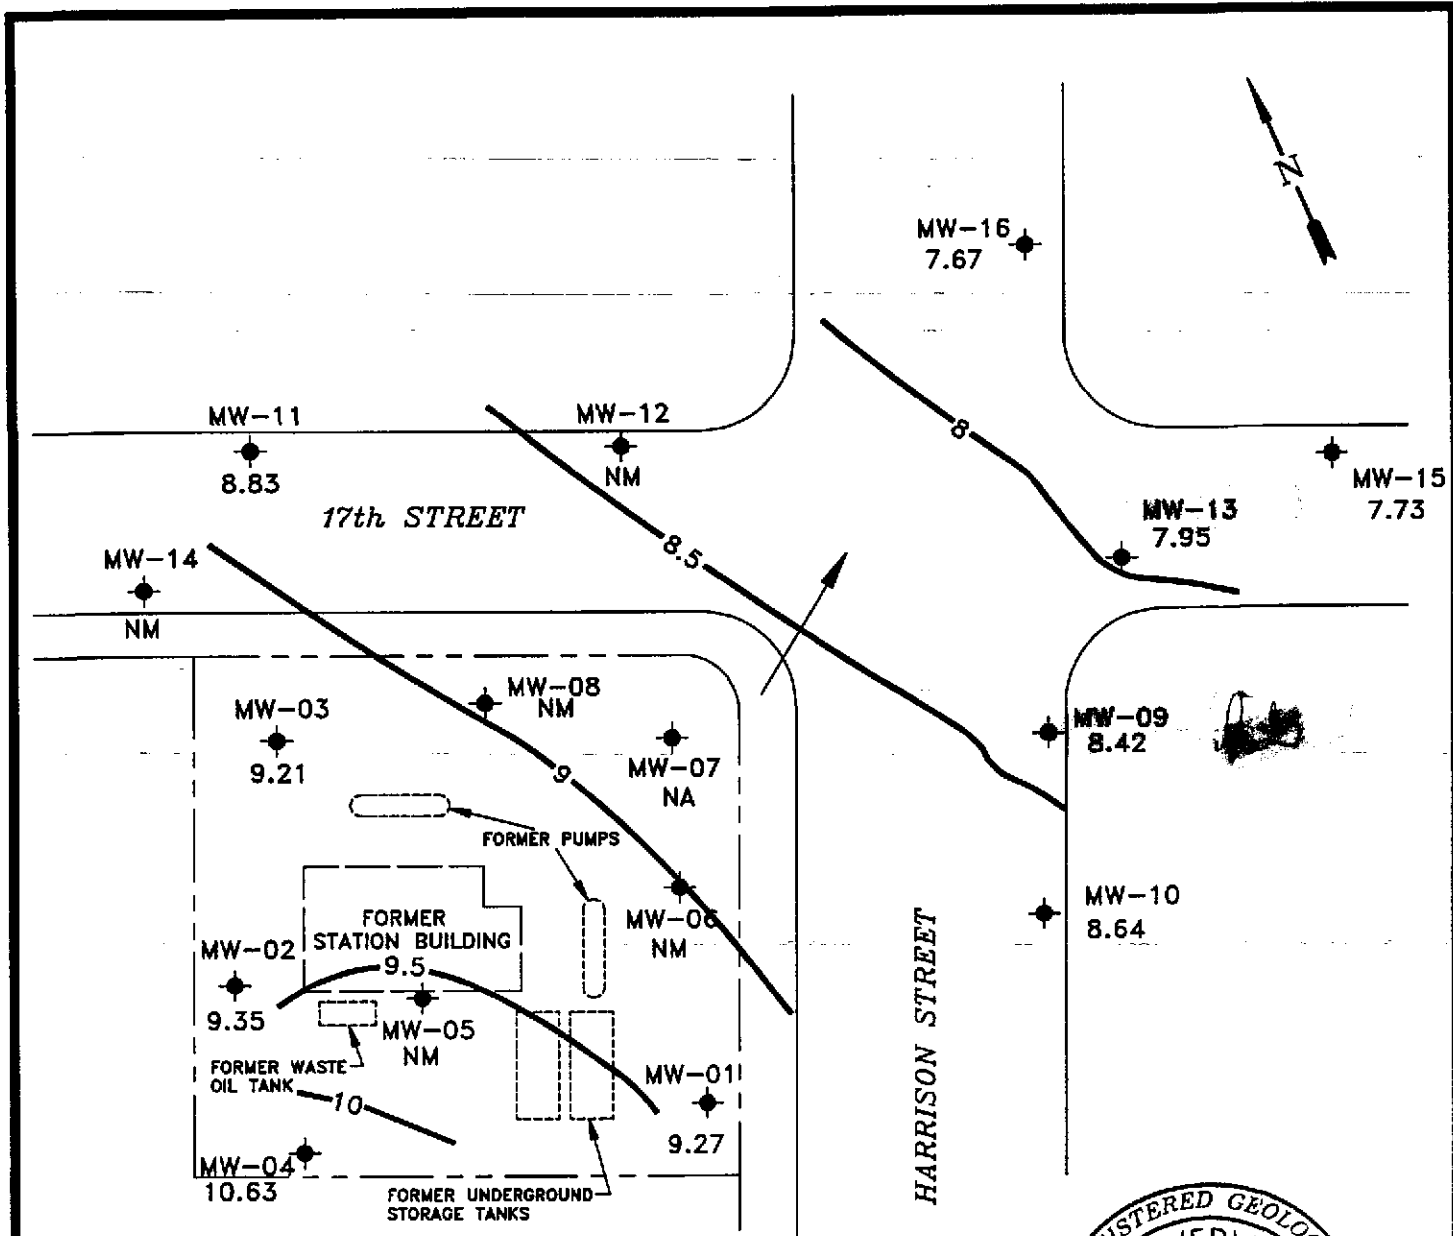 N
MW-16
7.67
MW-11
8.83
MW-12
NM
8
MW-15
7.73
17th STREET
MW-13
7.95
8.5
MW-14
NM
MW-08
NM
MW-03
9.21
MW-07
NA
MW-09
8.42
9
FORMER PUMPS
MW-06
NM
MW-10
8.64
FORMER
STATION BUILDING
9.5
MW-02
9.35
MW-05
NM
HARRISON STREET
FORMER WASTE
OIL TANK
10
MW-01
9.27
MW-04
10.63
FORMER UNDERGROUND
STORAGE TANKS